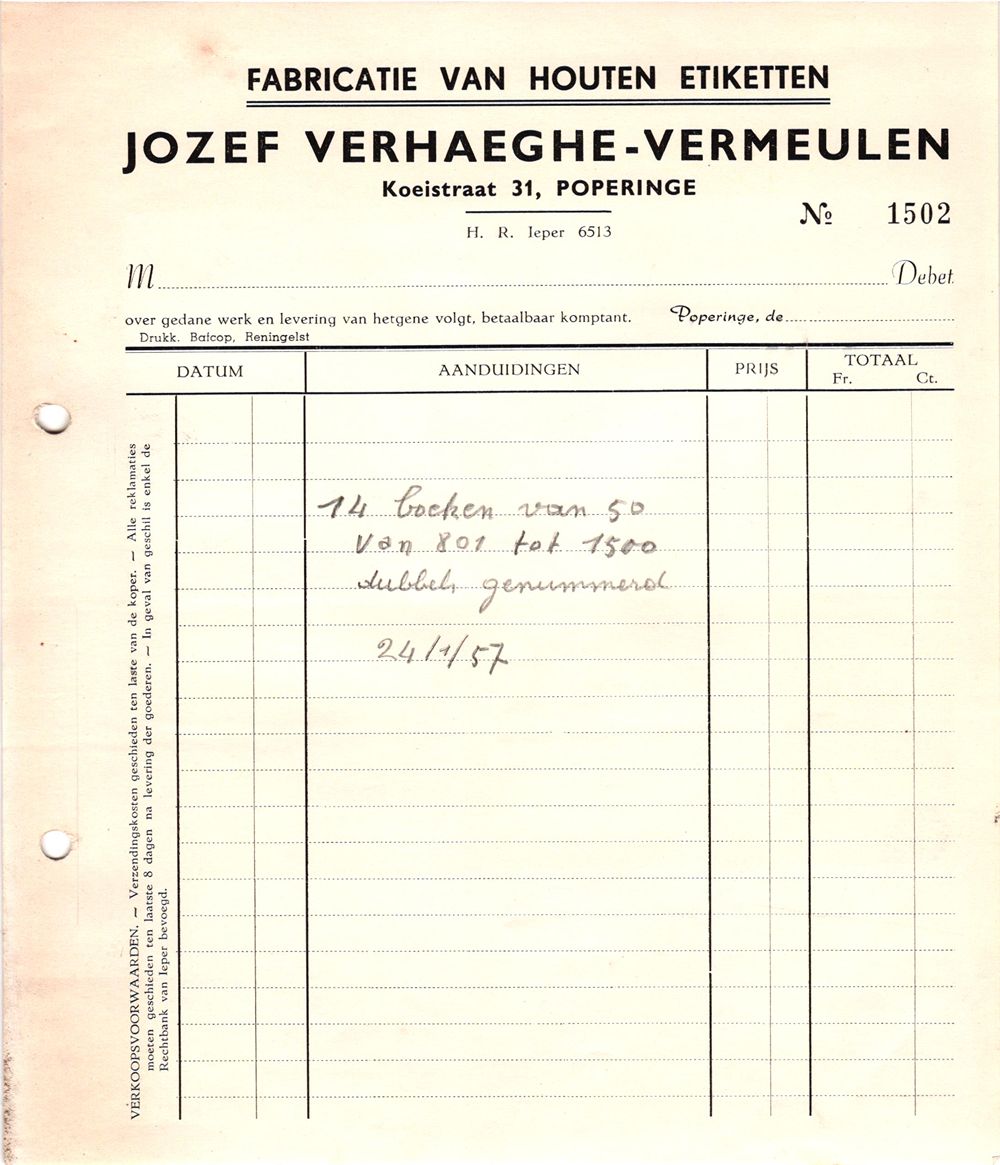 FABRICATIE VAN HOUTEN ETIKETTEN
JOZEF VERHAEGHE-VERMEULEN
Koeistraat 31, POPERINGE
№ 1502
H. R. Ieper 6513
M Debet
over gedane werk en levering van hetgene volgt, betaalbaar komptant. Poperinge, de
Drukk. Bafcop, Reningelst
DATUM AANDUIDINGEN PRIJS TOTAAL
Fr. Ct.
14 boeken van 50
van 801 tot 1500
dubbel genummerd
24/1/57
VERKOOPSVOORWAARDEN. — Verzendingskosten geschieden ten laste van de koper. — Alle reklamaties
moeten geschieden ten laatste 8 dagen na levering der goederen. — In geval van geschil is enkel de
Rechtbank van Ieper bevoegd.